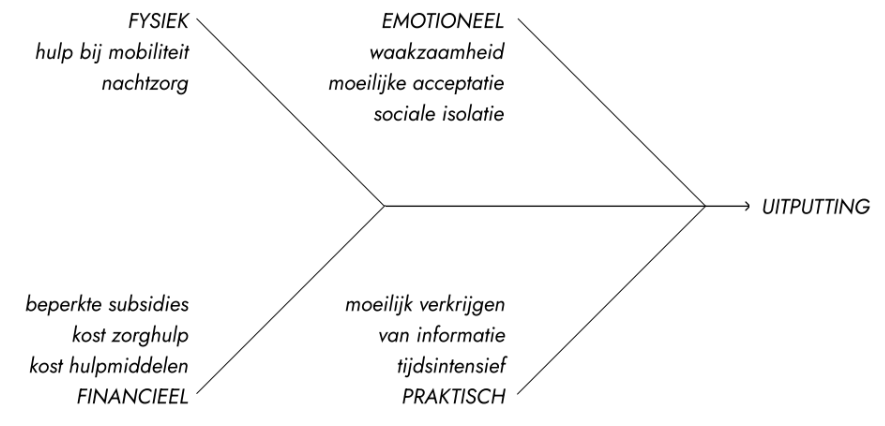 FYSIEK
hulp bij mobiliteit
nachtzorg
EMOTIONEEL
waakzaamheid
moeilijke acceptatie
sociale isolatie
UITPUTTING
beperkte subsidies
kost zorghulp
kost hulpmiddelen
FINANCIEEL
moeilijk verkrijgen
van informatie
tijdsintensief
PRAKTISCH